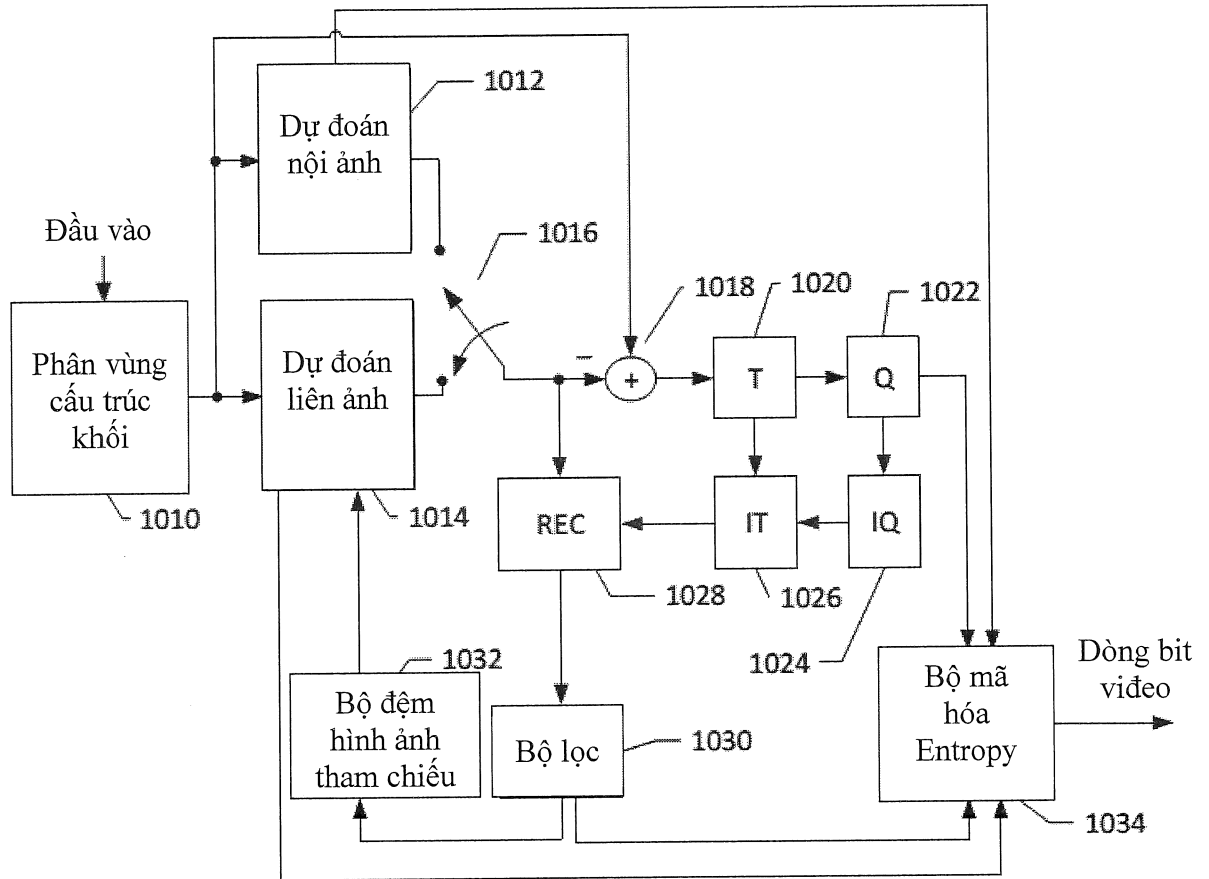 1012
Dự đoán
nội ảnh
Đầu vào
1016
1018
1020
1022
Phân vùng
cấu trúc
khối
Dự đoán
liên ảnh
−
+
T
Q
1010
1014
REC
IT
IQ
1028
1026
1024
1032
Bộ đệm
hình ảnh
tham chiếu
Bộ lọc
1030
Bộ mã
hóa
Entropy
Dòng bit
viđeo
1034